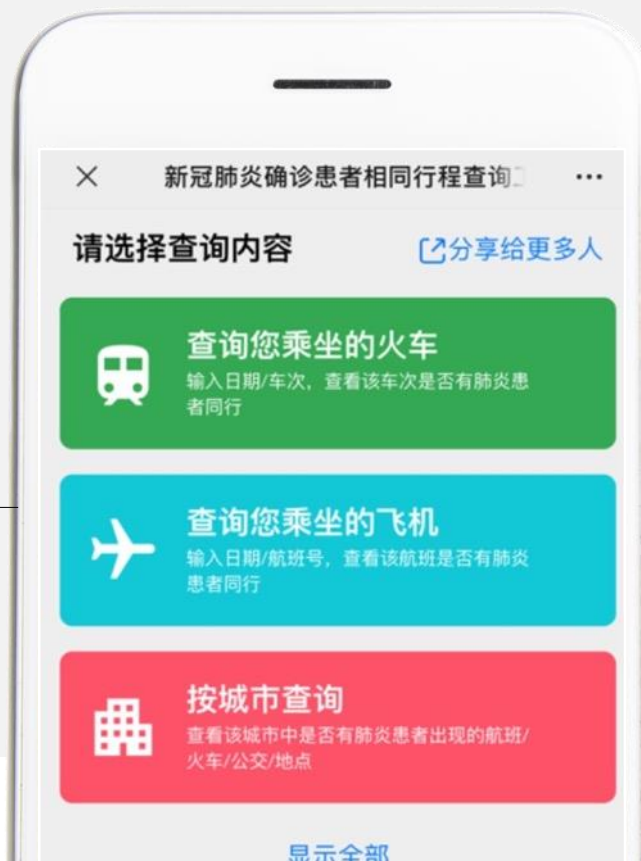 新冠肺炎确诊患者相同行程查询
请选择查询内容
分享给更多人
查询您乘坐的火车
输入日期/车次，查看该车次是否有肺炎患
者同行
查询您乘坐的飞机
输入日期/航班号，查看该航班是否有肺炎
患者同行
按城市查询
查看该城市中是否有肺炎患者出现的航班/
火车/公交/地点
显示全部